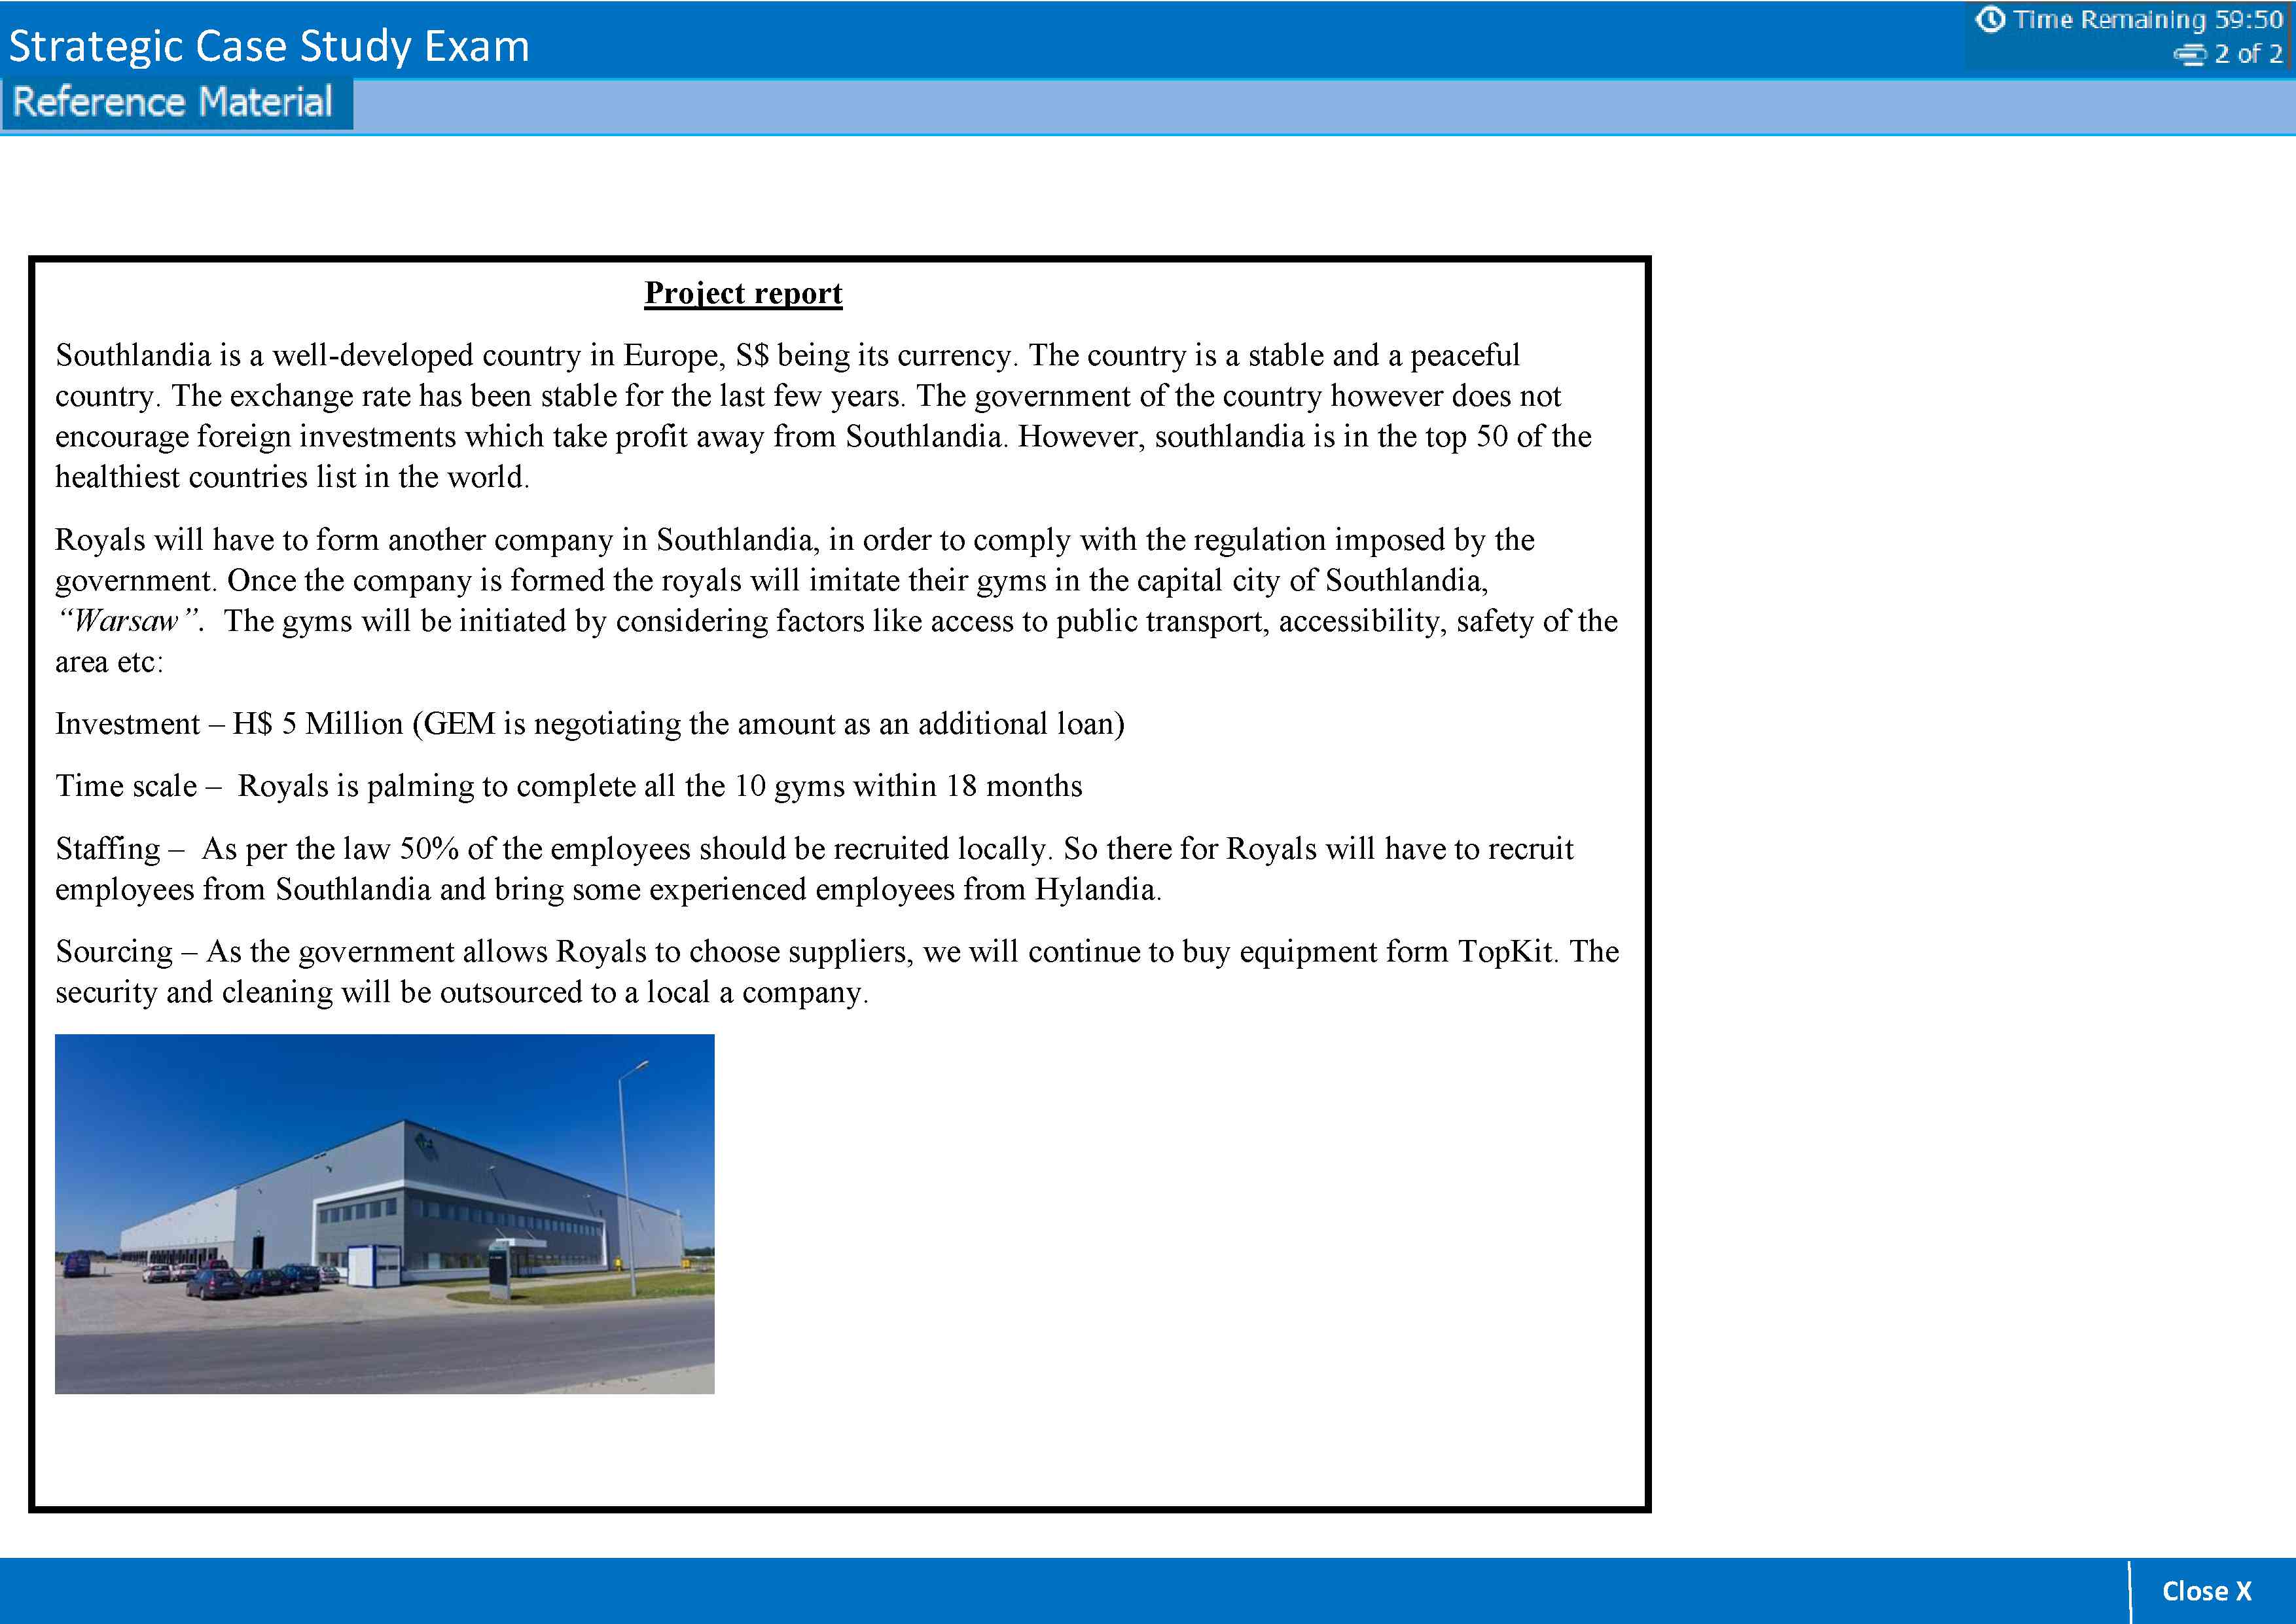 Strategic Case Study Exam
Time Remaining 59:50
2 of 2
Reference Material
Project report
Southlandia is a well-developed country in Europe, S$ being its currency. The country is a stable and a peaceful
country. The exchange rate has been stable for the last few years. The government of the country however does not
encourage foreign investments which take profit away from Southlandia. However, southlandia is in the top 50 of the
healthiest countries list in the world.
Royals will have to form another company in Southlandia, in order to comply with the regulation imposed by the
government. Once the company is formed the royals will imitate their gyms in the capital city of Southlandia,
“Warsaw”. The gyms will be initiated by considering factors like access to public transport, accessibility, safety of the
area etc:
Investment – H$ 5 Million (GEM is negotiating the amount as an additional loan)
Time scale – Royals is palming to complete all the 10 gyms within 18 months
Staffing – As per the law 50% of the employees should be recruited locally. So there for Royals will have to recruit
employees from Southlandia and bring some experienced employees from Hylandia.
Sourcing – As the government allows Royals to choose suppliers, we will continue to buy equipment form TopKit. The
security and cleaning will be outsourced to a local a company.
Close X